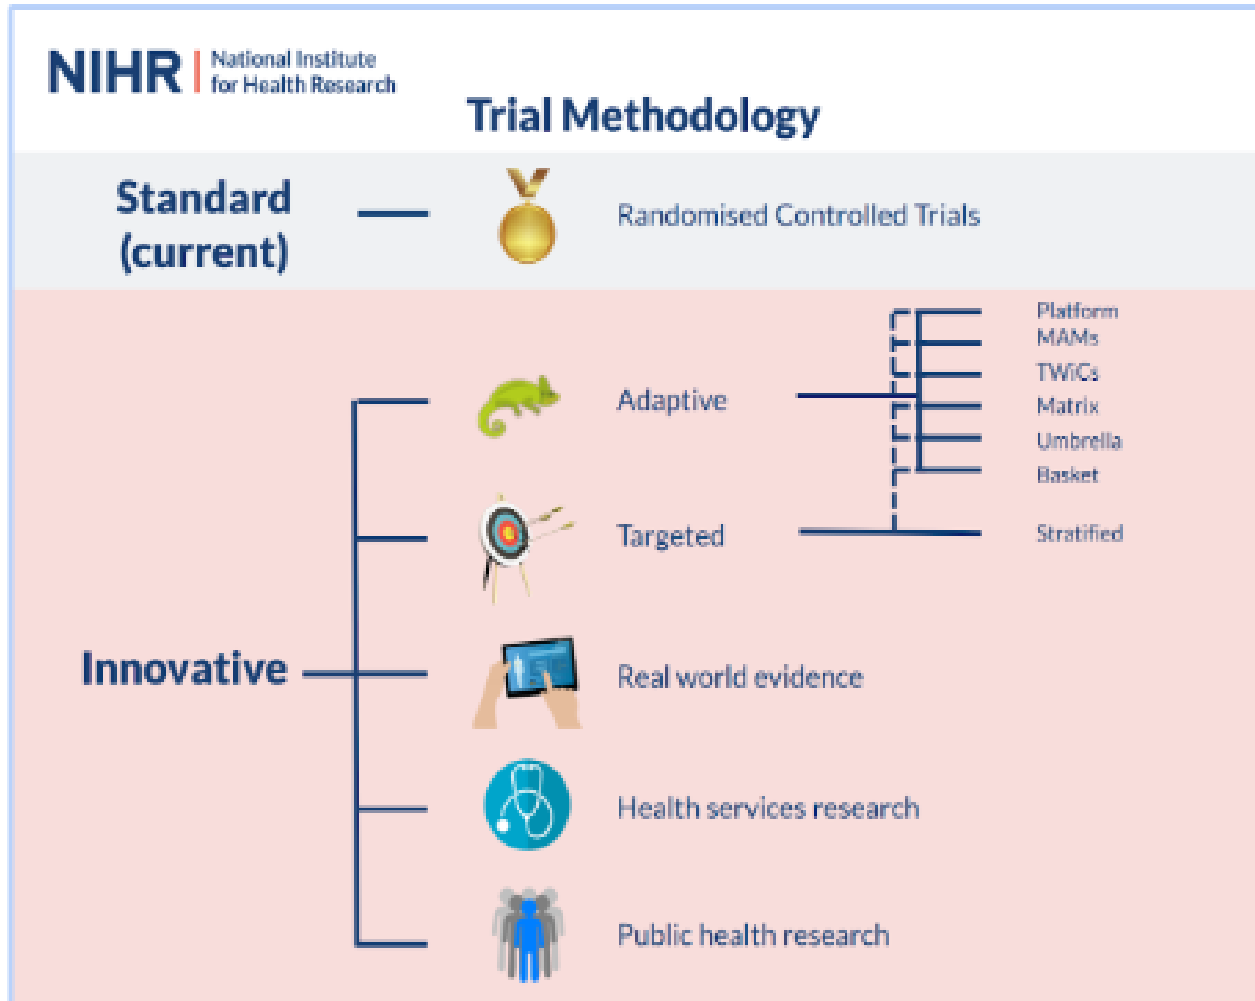 NIHR | National Institute
for Health Research
Trial Methodology
Standard
(current)
Randomised Controlled Trials
Platform
MAMs
TWiCs
Adaptive
Matrix
Umbrella
Basket
Targeted
Stratified
Innovative
Real world evidence
Health services research
Public health research